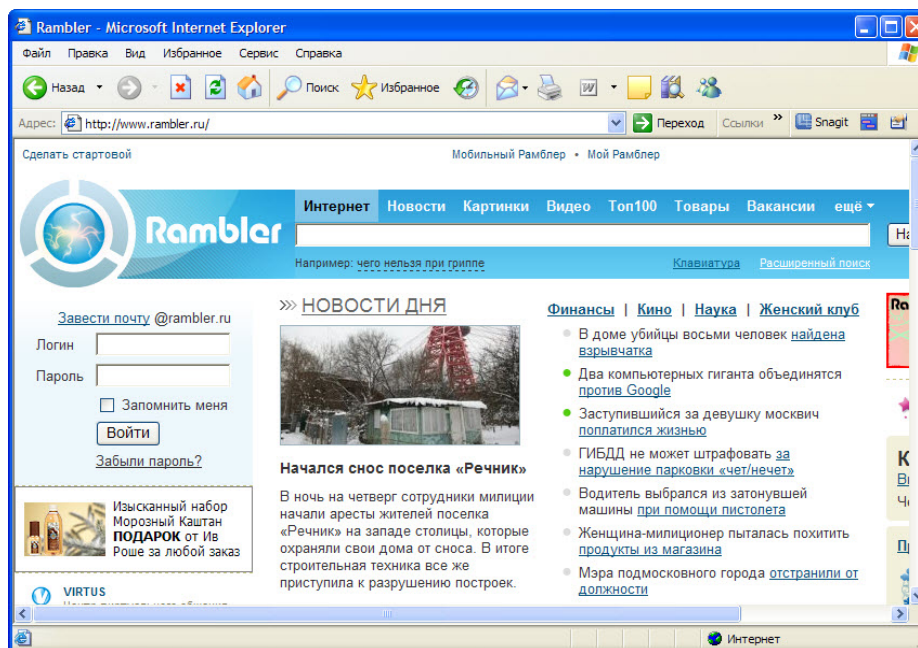 Rambler - Microsoft Internet Explorer
Файл Правка Вид Избранное Сервис Справка
Назад Поиск Избранное
Адрес: http://www.rambler.ru/ Переход Ссылки » Snagit
Сделать стартовой Мобильный Рамблер • Мой Рамблер
Интернет Новости Картинки Видео Топ100 Товары Вакансии ещё
Rambler
Например: чего нельзя при гриппе Клавиатура Расширенный поиск
Завести почту @rambler.ru
Логин
Пароль
Запомнить меня
Войти
Забыли пароль?
Изысканный набор
Морозный Каштан
ПОДАРОК от Ив
Роше за любой заказ
VIRTUS
НОВОСТИ ДНЯ
Начался снос поселка «Речник»
В ночь на четверг сотрудники милиции
начали аресты жителей поселка
«Речник» на западе столицы, которые
охраняли свои дома от сноса. В итоге
строительная техника все же
приступила к разрушению построек.
Финансы | Кино | Наука | Женский клуб
В доме убийцы восьми человек найдена
взрывчатка
Два компьютерных гиганта объединятся
против Google
Заступившийся за девушку москвич
поплатился жизнью
ГИБДД не может штрафовать за
нарушение парковки «чет/нечет»
Водитель выбрался из затонувшей
машины при помощи пистолета
Женщина-милиционер пыталась похитить
продукты из магазина
Мэра подмосковного города отстранили от
должности
Интернет